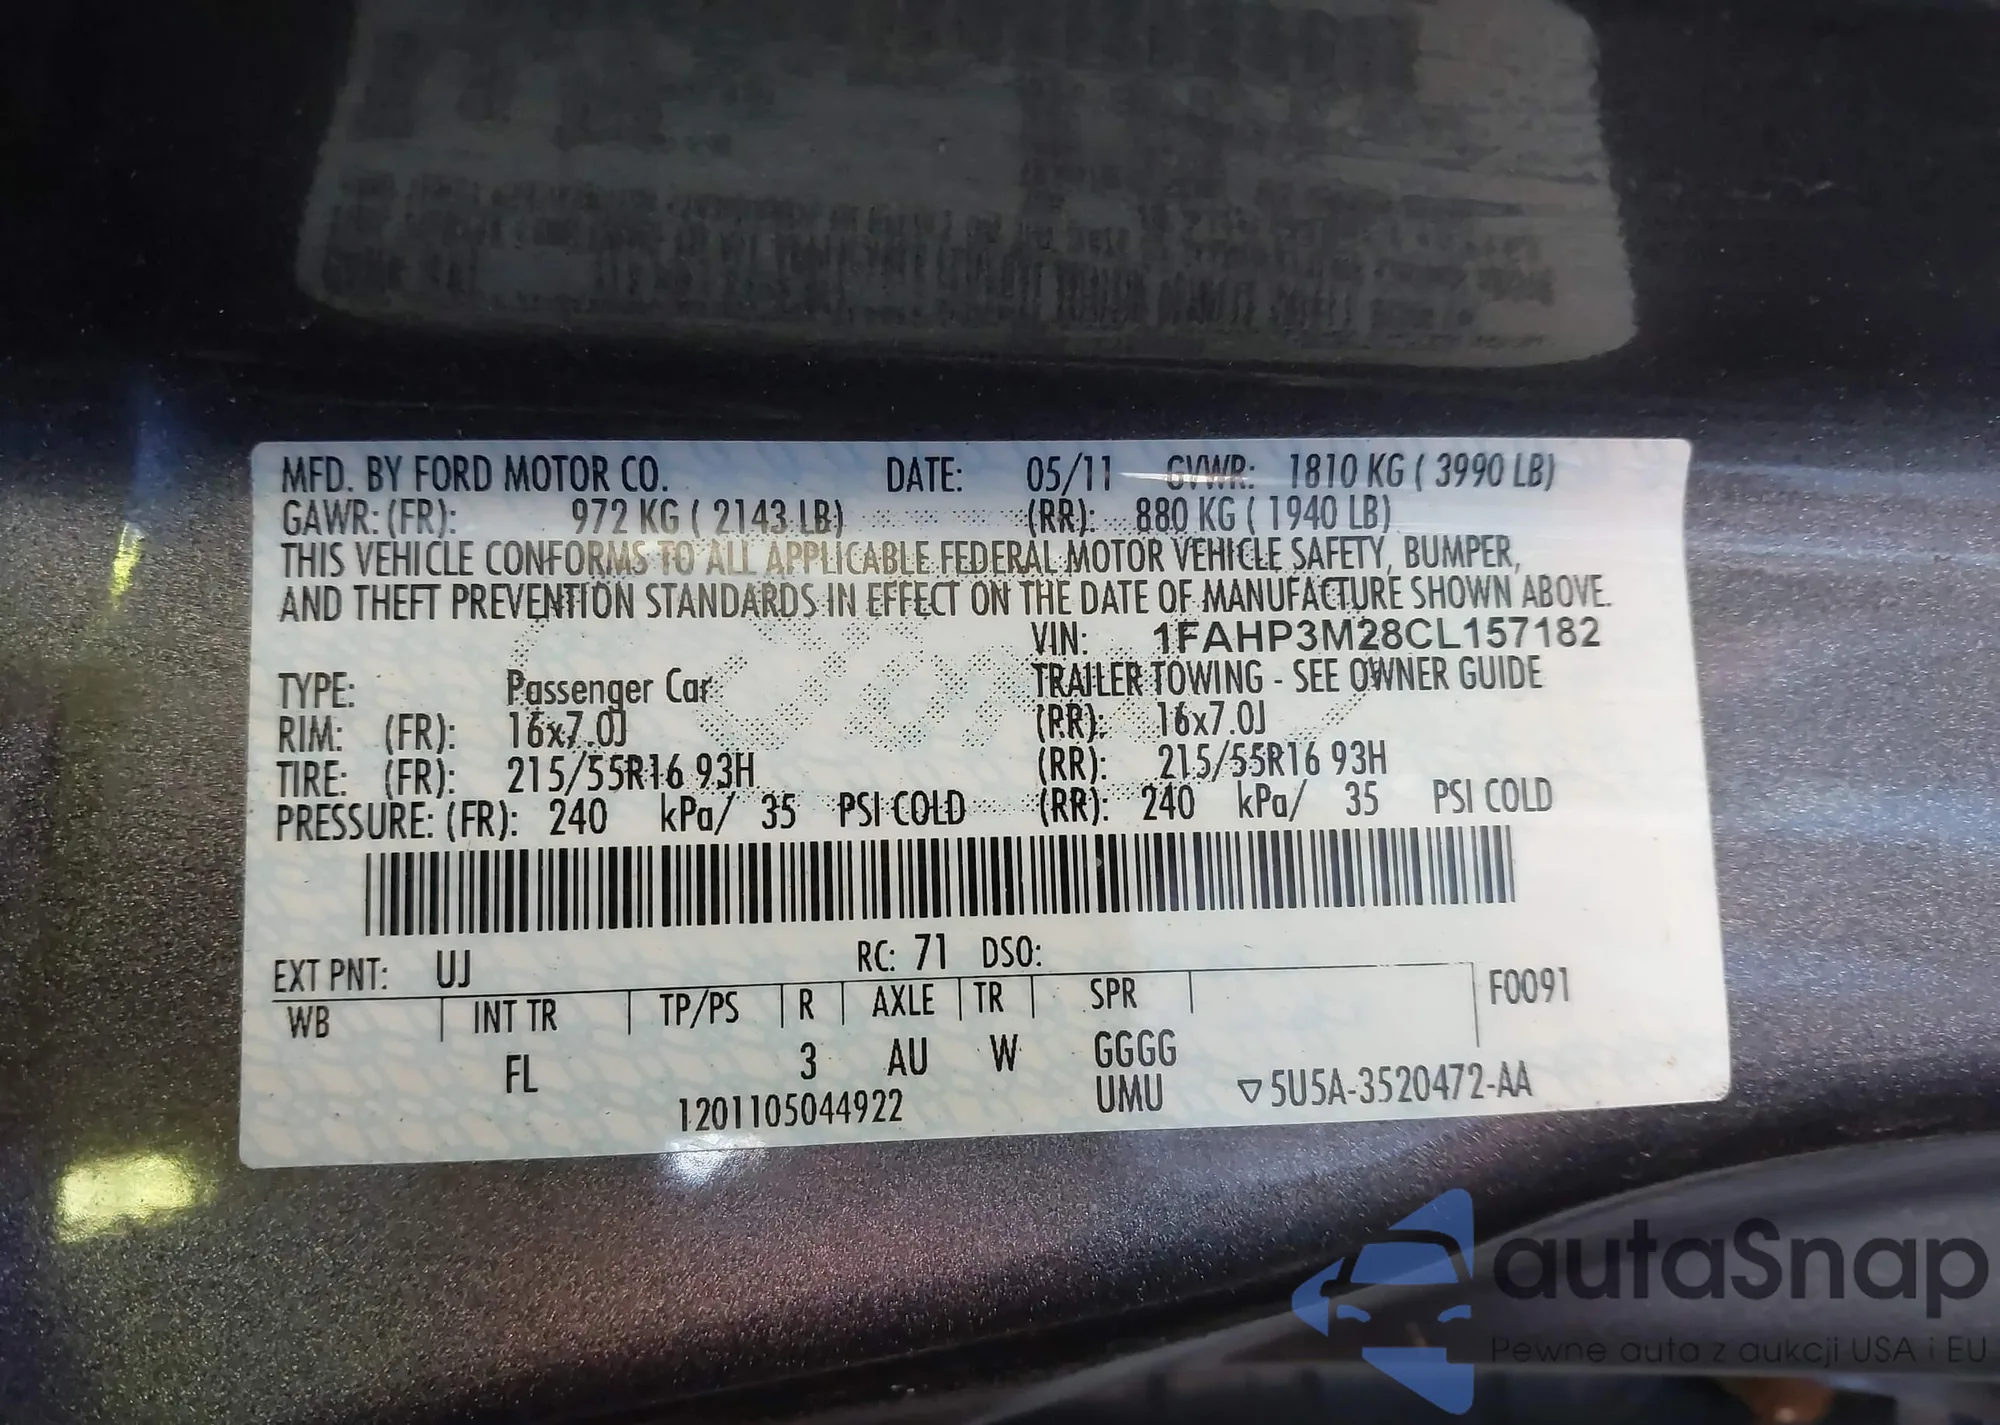 MFD. BY FORD MOTOR CO. DATE: 05/11 GVWR: 1810 KG ( 3990 LB)
GAWR: (FR): 972 KG ( 2143 LB) (RR): 880 KG ( 1940 LB)
THIS VEHICLE CONFORMS TO ALL APPLICABLE FEDERAL MOTOR VEHICLE SAFETY, BUMPER,
AND THEFT PREVENTION STANDARDS IN EFFECT ON THE DATE OF MANUFACTURE SHOWN ABOVE.
VIN: 1FAHP3M28CL157182
TYPE: Passenger Car TRAILER TOWING - SEE OWNER GUIDE
RIM: (FR): 16x7.0J (RR): 16x7.0J
TIRE: (FR): 215/55R16 93H (RR): 215/55R16 93H
PRESSURE: (FR): 240 kPa/ 35 PSI COLD (RR): 240 kPa/ 35 PSI COLD
EXT PNT: UJ RC: 71 DSO:
WB INT TR TP/PS R AXLE TR SPR F0091
FL 3 AU W GGGG
1201105044922 UMU ▽5U5A-3520472-AA
autaSnap
Pewne auta z aukcji USA i EU